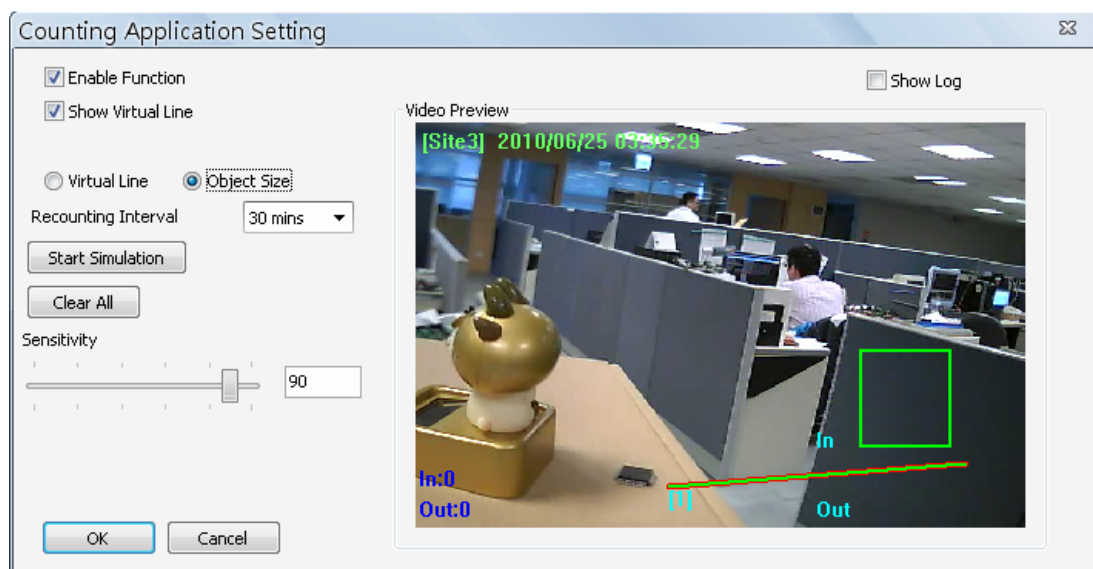 Counting Application Setting
Enable Function
Show Log
Show Virtual Line
Video Preview
[Site3] 2010/06/25 03:35:29
Virtual Line
Object Size
Recounting Interval
30 mins
Start Simulation
Clear All
Sensitivity
90
In
In:0
[1]
Out:0
Out
OK
Cancel